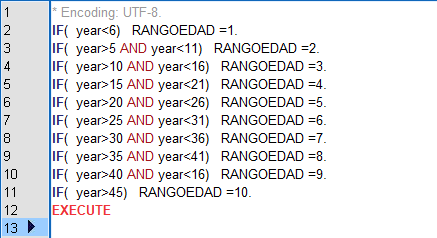 1 * Encoding: UTF-8.
2 IF( year<6) RANGOEDAD =1.
3 IF( year>5 AND year<11) RANGOEDAD =2.
4 IF( year>10 AND year<16) RANGOEDAD =3.
5 IF( year>15 AND year<21) RANGOEDAD =4.
6 IF( year>20 AND year<26) RANGOEDAD =5.
7 IF( year>25 AND year<31) RANGOEDAD =6.
8 IF( year>30 AND year<36) RANGOEDAD =7.
9 IF( year>35 AND year<41) RANGOEDAD =8.
10 IF( year>40 AND year<16) RANGOEDAD =9.
11 IF( year>45) RANGOEDAD =10.
12 EXECUTE
13